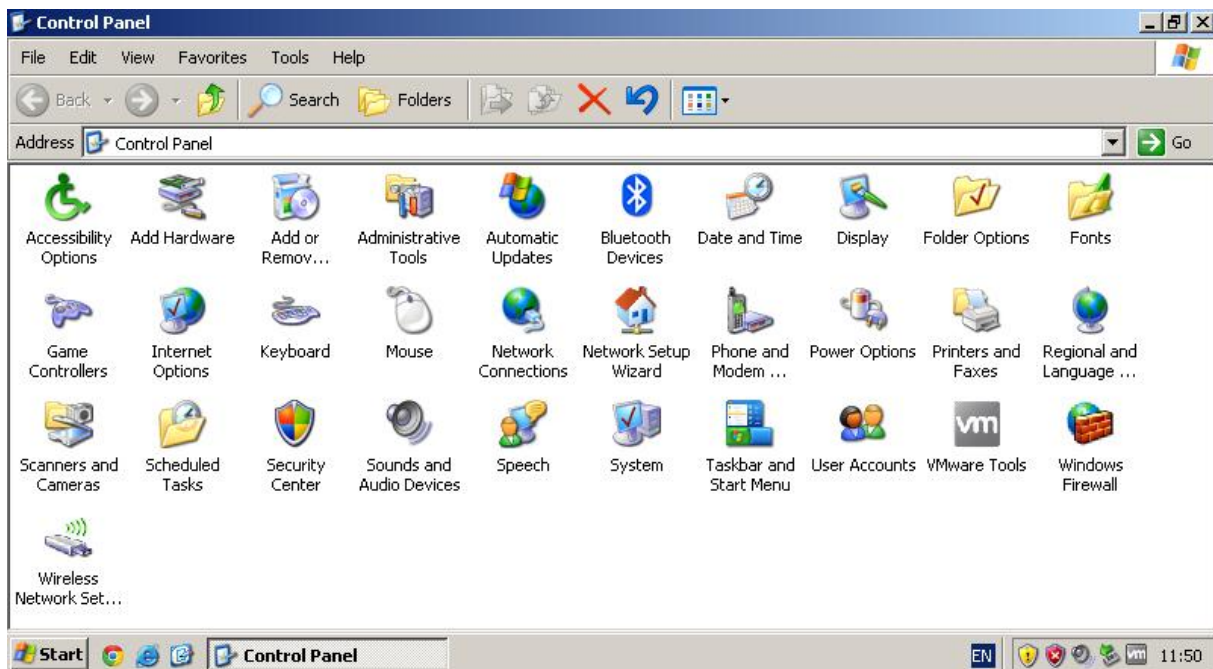 Control Panel
File Edit View Favorites Tools Help
Back Search Folders
Address Control Panel Go
Accessibility Options
Add Hardware
Add or Remov...
Administrative Tools
Automatic Updates
Bluetooth Devices
Date and Time
Display
Folder Options
Fonts
Game Controllers
Internet Options
Keyboard
Mouse
Network Connections
Network Setup Wizard
Phone and Modem ...
Power Options
Printers and Faxes
Regional and Language ...
Scanners and Cameras
Scheduled Tasks
Security Center
Sounds and Audio Devices
Speech
System
Taskbar and Start Menu
User Accounts
vm
VMware Tools
Windows Firewall
Wireless Network Set...
Start Control Panel EN vm 11:50